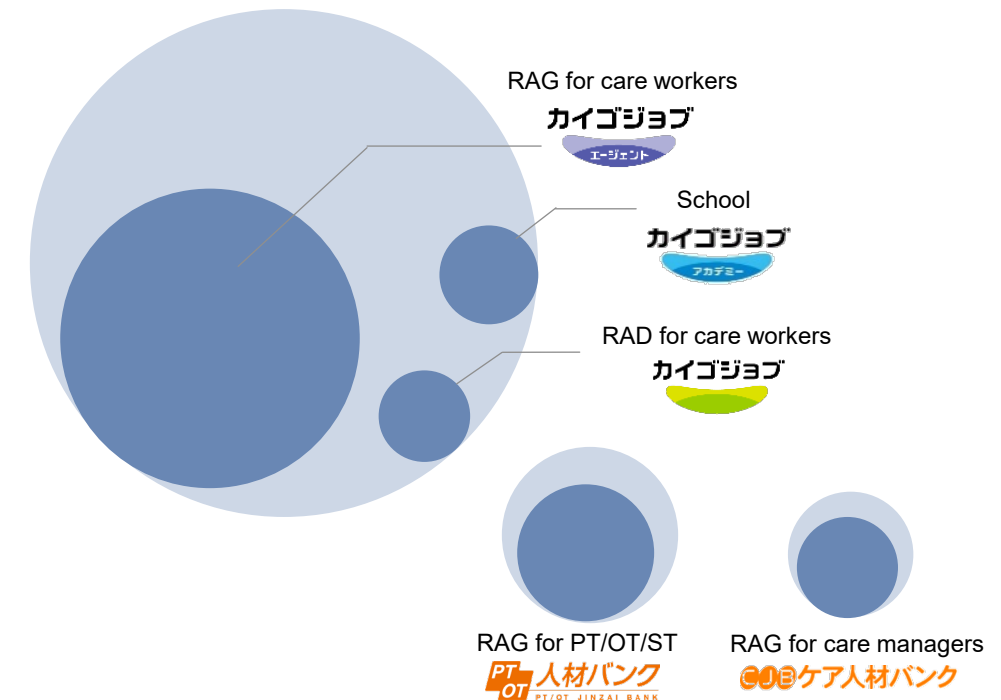 RAG for care workers
カイゴジョブ
エージェント
School
カイゴジョブ
アカデミー
RAD for care workers
カイゴジョブ
RAG for PT/OT/ST
PT OT 人材バンク
PT/OT JINZAI BANK
RAG for care managers
CJBケア人材バンク